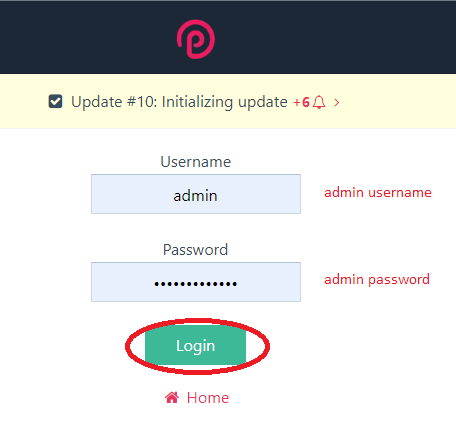 Update #10: Initializing update +6
Username
admin
admin username
Password
•••••••••••••
admin password
Login
Home